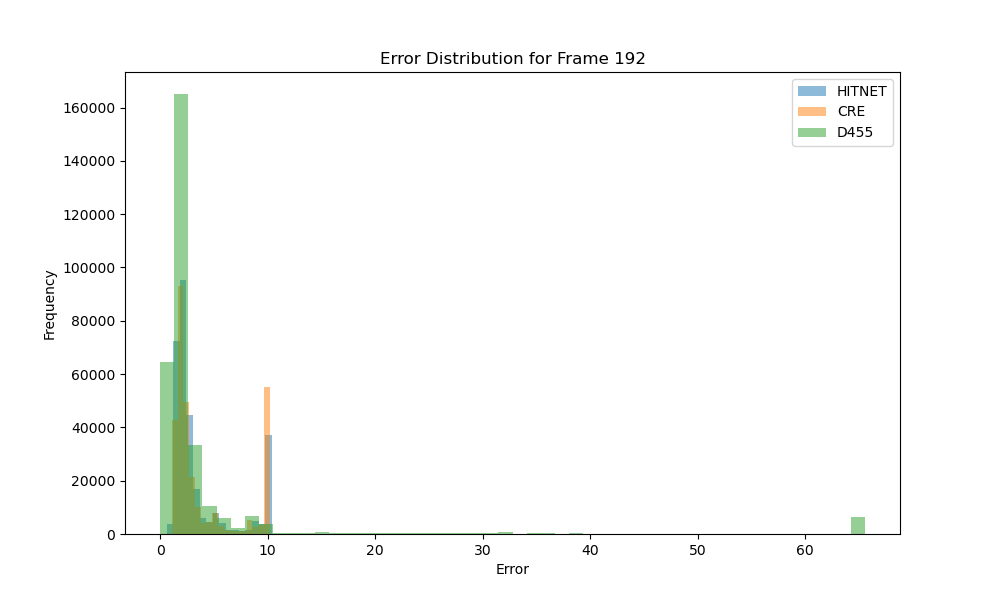 Error Distribution for Frame 192
HITNET
CRE
D455
160000
140000
120000
100000
80000
60000
40000
20000
0
Frequency
0 10 20 30 40 50 60
Error